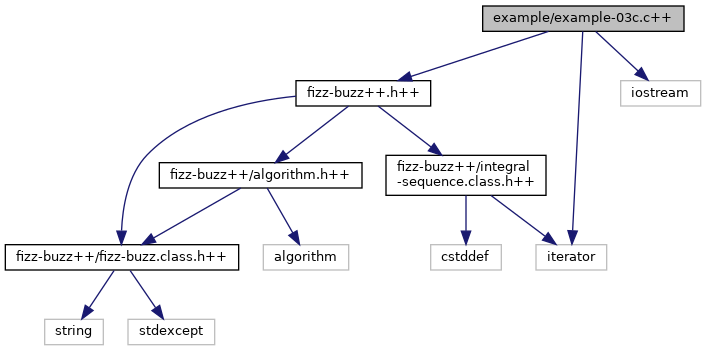 example/example-03c.c++
fizz-buzz++.h++
iostream
fizz-buzz++/algorithm.h++
fizz-buzz++/integral
-sequence.class.h++
fizz-buzz++/fizz-buzz.class.h++
algorithm
cstddef
iterator
string
stdexcept